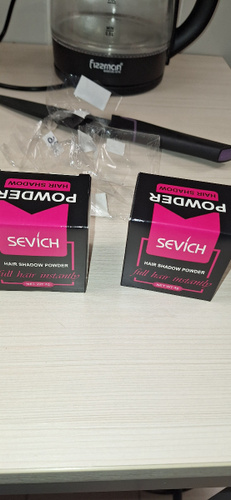 fissman
POWDER
HAIR SHADOW
SEVICH
HAIR SHADOW POWDER
full hair instantly
POWDER
HAIR SHADOW
SEVICH
HAIR SHADOW POWDER
full hair instantly